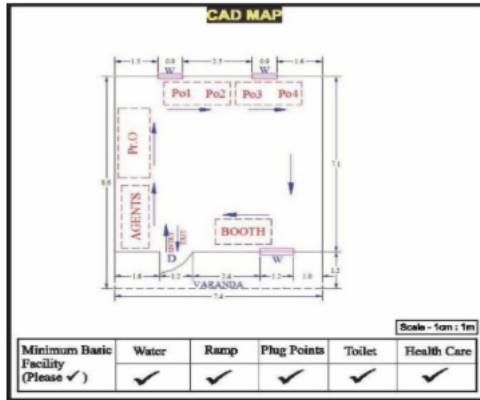 CAD MAP
1.5 0.8 2.5 0.9 1.6
W W
Po1 Po2 Po3 Po4
Pr.O
7.1
8.5
AGENTS
ENTRY
EXIT
BOOTH
D W
1.6 1.2 2.4 1.2 1.0
1.2
VARANDA
7.4
Scale - 1cm : 1m
Minimum Basic Facility (Please ✓) Water Ramp Plug Points Toilet Health Care
✓ ✓ ✓ ✓ ✓